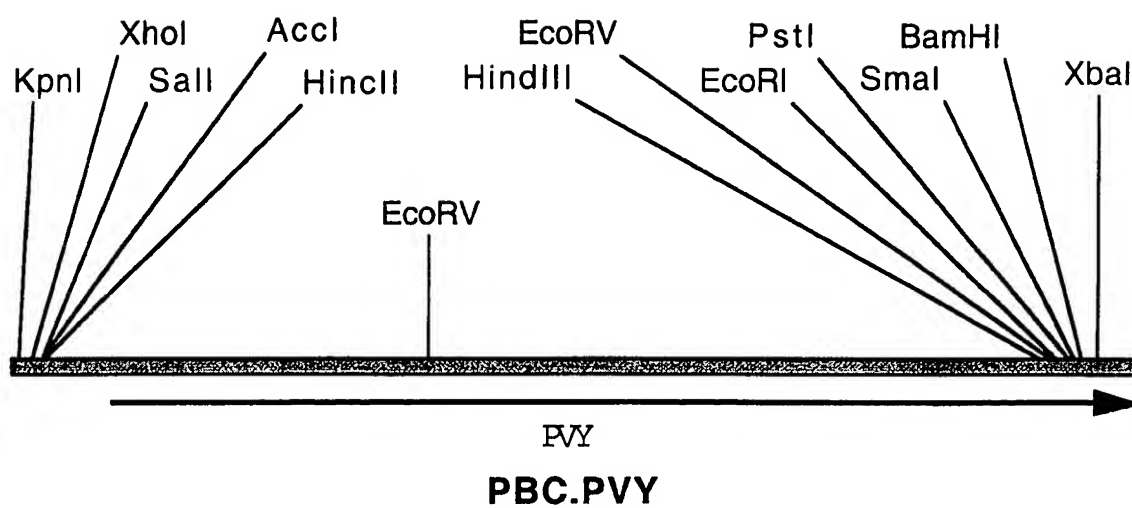 XhoI AccI EcoRV PstI BamHI
KpnI SalI HincII HindIII EcoRI SmaI XbaI
EcoRV
PVY
PBC.PVY